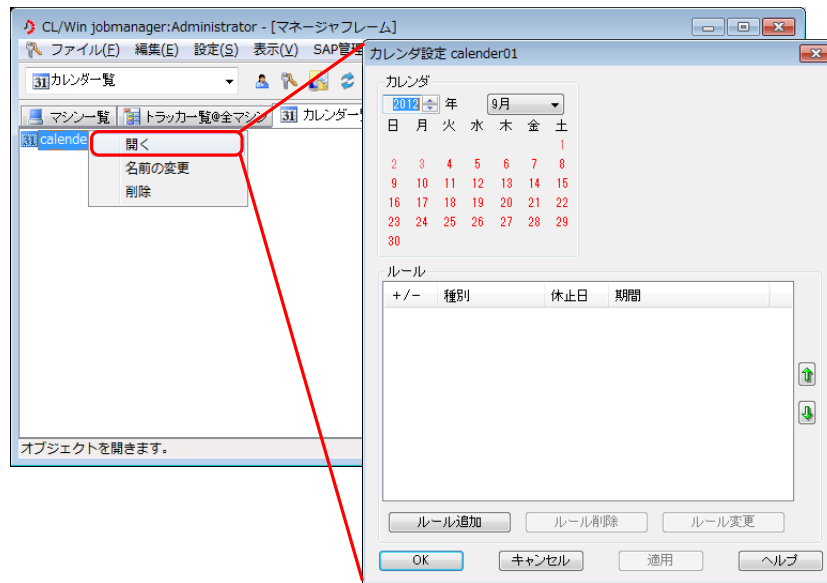 CL/Win jobmanager:Administrator - [マネージャフレーム]
ファイル(F) 編集(E) 設定(S) 表示(V) SAP管理
31カレンダー覧
マシン一覧 トラッカ一覧@全マシン 31 カレンダ一
31 calende
開く
名前の変更
削除
オブジェクトを開きます。
カレンダ設定 calender01
カレンダ
2012 年 9月
日 月 火 水 木 金 土
1
2 3 4 5 6 7 8
9 10 11 12 13 14 15
16 17 18 19 20 21 22
23 24 25 26 27 28 29
30
ルール
+/- 種別 休止日 期間
ルール追加 ルール削除 ルール変更
OK キャンセル 適用 ヘルプ